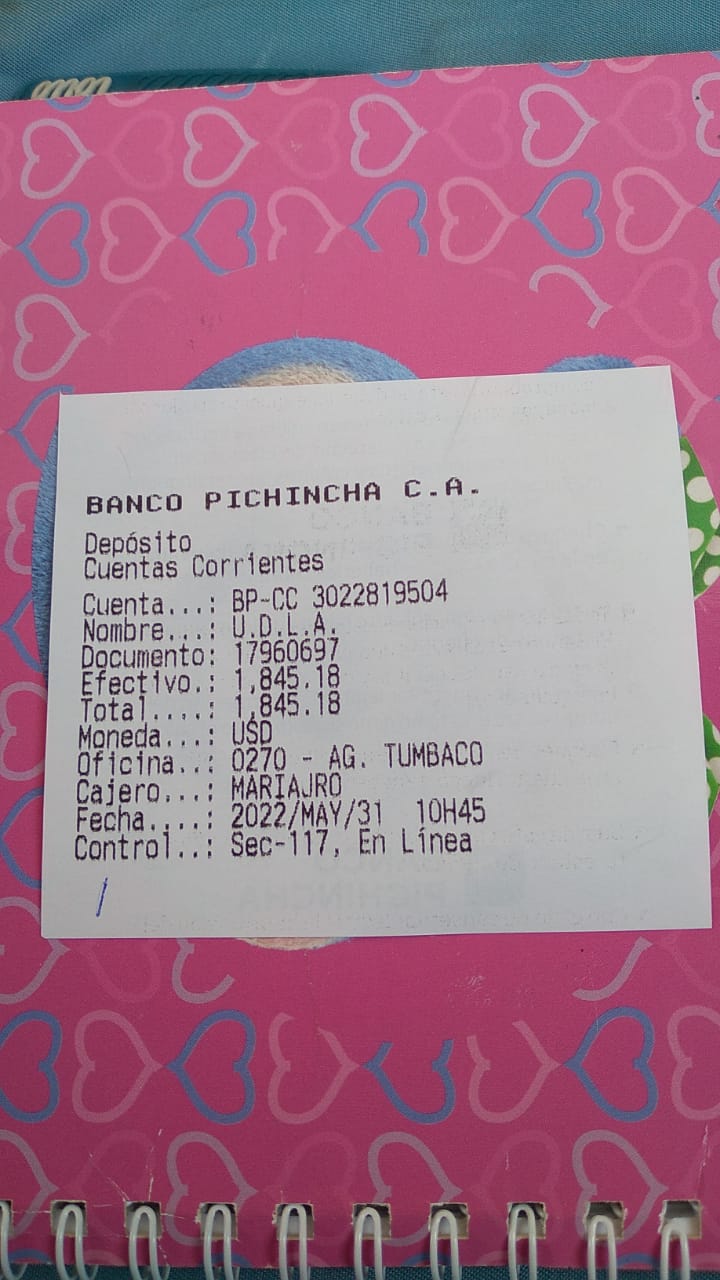 BANCO PICHINCHA C.A.
Depósito
Cuentas Corrientes
Cuenta...: BP-CC 3022819504
Nombre...: U.D.L.A.
Documento: 17960697
Efectivo.: 1,845.18
Total....: 1,845.18
Moneda...: USD
Oficina..: 0270 - AG. TUMBACO
Cajero...: MARIAJRO
Fecha....: 2022/MAY/31 10H45
Control..: Sec-117, En Línea